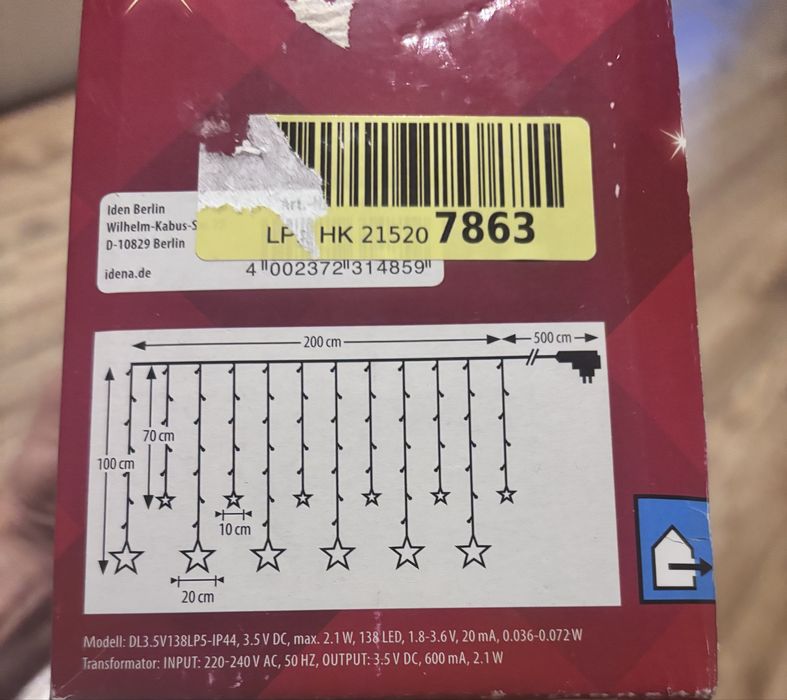 Art.-
LP HK 21520 7863
Iden Berlin
Wilhelm-Kabus-S
D-10829 Berlin
idena.de
4 002372 314859
200 cm
500 cm
70 cm
100 cm
10 cm
20 cm
Modell: DL3.5V138LP5-IP44, 3.5 V DC, max. 2.1 W, 138 LED, 1.8-3.6 V, 20 mA, 0.036-0.072 W
Transformator: INPUT: 220-240 V AC, 50 HZ, OUTPUT: 3.5 V DC, 600 mA, 2.1 W